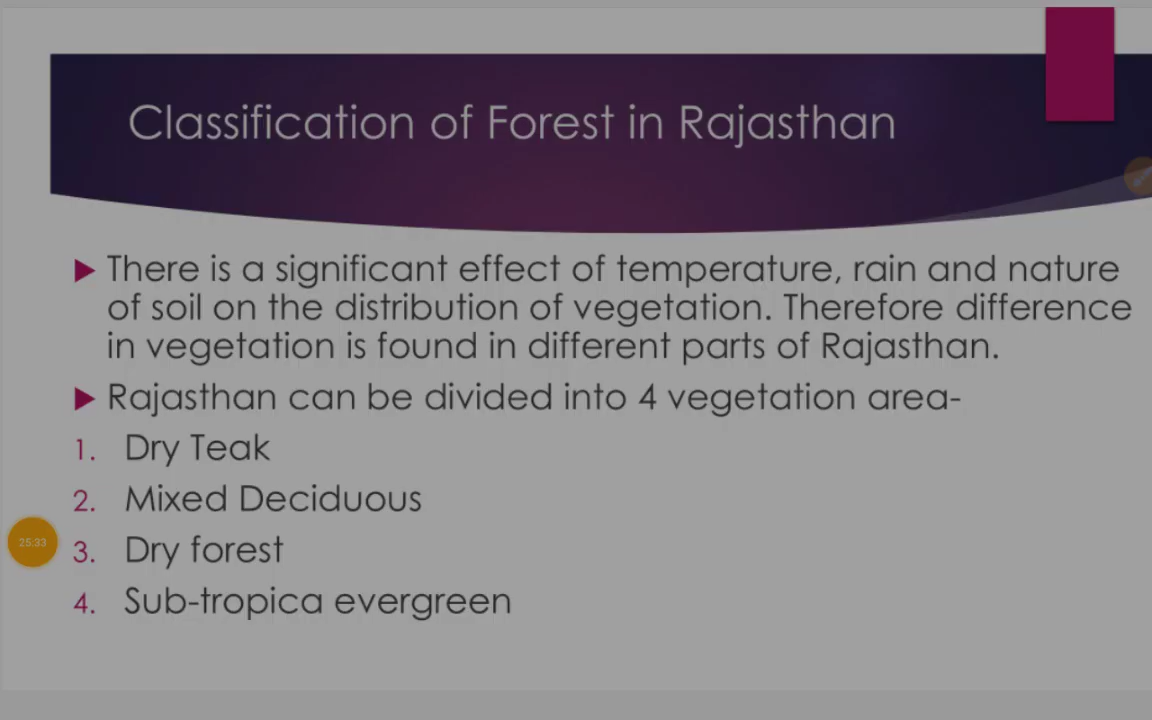 Classification of Forest in Rajasthan
▶ There is a significant effect of temperature, rain and nature
of soil on the distribution of vegetation. Therefore difference
in vegetation is found in different parts of Rajasthan.
▶ Rajasthan can be divided into 4 vegetation area-
1. Dry Teak
2. Mixed Deciduous
25:33
3. Dry forest
4. Sub-tropica evergreen